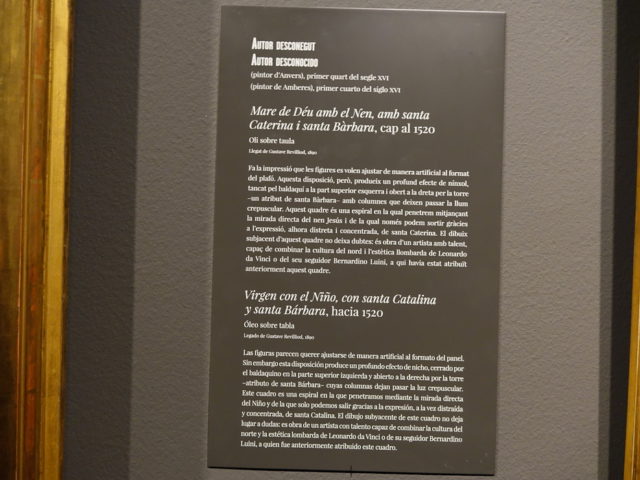 AUTOR DESCONEGUT
AUTOR DESCONOCIDO
(pintor d'Anvers), primer quart del segle XVI
(pintor de Amberes), primer cuarto del siglo XVI
Mare de Déu amb el Nen, amb santa
Caterina i santa Bàrbara, cap al 1520
Oli sobre taula
Llegat de Gustave Revilliod, 1890
Fa la impressió que les figures es volen ajustar de manera artificial al format
del plafó. Aquesta disposició, però, produeix un profund efecte de nínxol,
tancat pel baldaquí a la part superior esquerra i obert a la dreta per la torre
–un atribut de santa Bàrbara– amb columnes que deixen passar la llum
crepuscular. Aquest quadre és una espiral en la qual penetrem mitjançant
la mirada directa del nen Jesús i de la qual només podem sortir gràcies
a l'expressió, alhora distreta i concentrada, de santa Caterina. El dibuix
subjacent d'aquest quadre no deixa dubtes: és obra d'un artista amb talent,
capaç de combinar la cultura del nord i l'estètica llombarda de Leonardo
da Vinci o del seu seguidor Bernardino Luini, a qui havia estat atribuït
anteriorment aquest quadre.
Virgen con el Niño, con santa Catalina
y santa Bárbara, hacia 1520
Óleo sobre tabla
Legado de Gustave Revilliod, 1890
Las figuras parecen querer ajustarse de manera artificial al formato del panel.
Sin embargo esta disposición produce un profundo efecto de nicho, cerrado por
el baldaquino en la parte superior izquierda y abierto a la derecha por la torre
–atributo de santa Bárbara– cuyas columnas dejan pasar la luz crepuscular.
Este cuadro es una espiral en la que penetramos mediante la mirada directa
del Niño y de la que solo podemos salir gracias a la expresión, a la vez distraída
y concentrada, de santa Catalina. El dibujo subyacente de este cuadro no deja
lugar a dudas: es obra de un artista con talento capaz de combinar la cultura del
norte y la estética lombarda de Leonardo da Vinci o de su seguidor Bernardino
Luini, a quien fue anteriormente atribuido este cuadro.